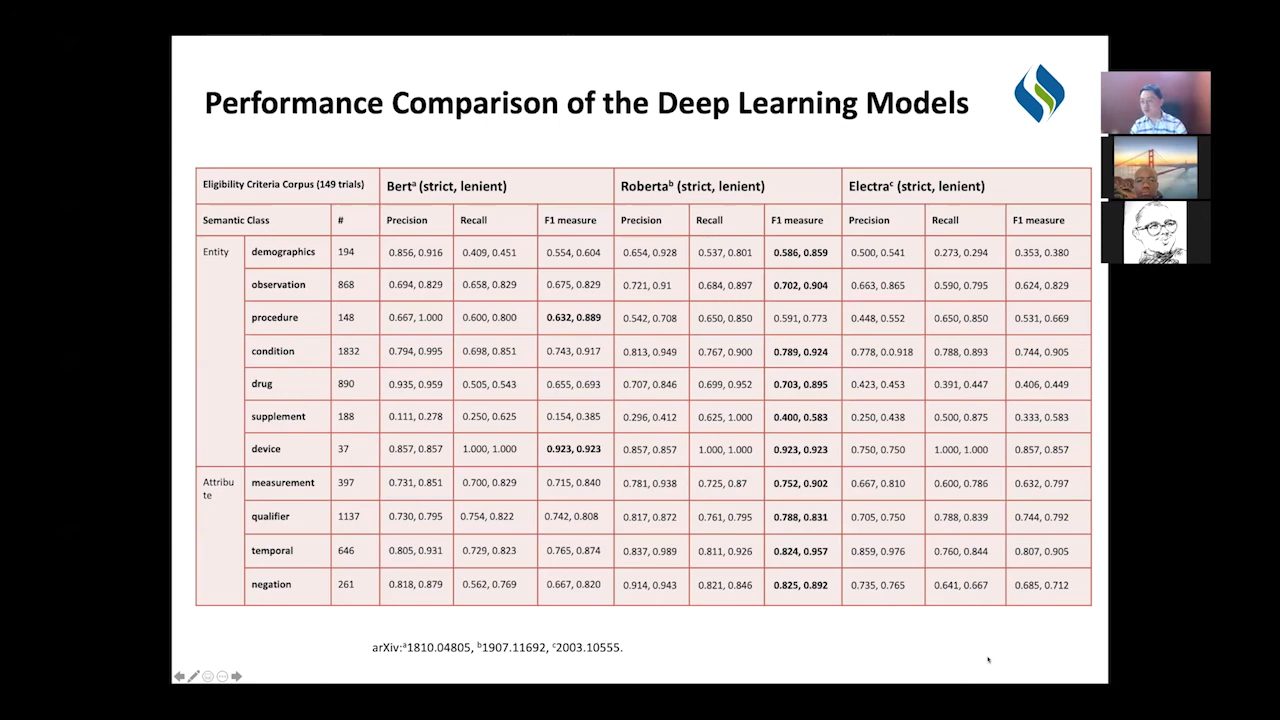 Performance Comparison of the Deep Learning Models
Eligibility Criteria Corpus (149 trials) Bertᵃ (strict, lenient) Robertaᵇ (strict, lenient) Electraᶜ (strict, lenient)
Semantic Class # Precision Recall F1 measure Precision Recall F1 measure Precision Recall F1 measure
Entity demographics 194 0.856, 0.916 0.409, 0.451 0.554, 0.604 0.654, 0.928 0.537, 0.801 0.586, 0.859 0.500, 0.541 0.273, 0.294 0.353, 0.380
observation 868 0.694, 0.829 0.658, 0.829 0.675, 0.829 0.721, 0.91 0.684, 0.897 0.702, 0.904 0.663, 0.865 0.590, 0.795 0.624, 0.829
procedure 148 0.667, 1.000 0.600, 0.800 0.632, 0.889 0.542, 0.708 0.650, 0.850 0.591, 0.773 0.448, 0.552 0.650, 0.850 0.531, 0.669
condition 1832 0.794, 0.995 0.698, 0.851 0.743, 0.917 0.813, 0.949 0.767, 0.900 0.789, 0.924 0.778, 0.0.918 0.788, 0.893 0.744, 0.905
drug 890 0.935, 0.959 0.505, 0.543 0.655, 0.693 0.707, 0.846 0.699, 0.952 0.703, 0.895 0.423, 0.453 0.391, 0.447 0.406, 0.449
supplement 188 0.111, 0.278 0.250, 0.625 0.154, 0.385 0.296, 0.412 0.625, 1.000 0.400, 0.583 0.250, 0.438 0.500, 0.875 0.333, 0.583
device 37 0.857, 0.857 1.000, 1.000 0.923, 0.923 0.857, 0.857 1.000, 1.000 0.923, 0.923 0.750, 0.750 1.000, 1.000 0.857, 0.857
Attribu
te measurement 397 0.731, 0.851 0.700, 0.829 0.715, 0.840 0.781, 0.938 0.725, 0.87 0.752, 0.902 0.667, 0.810 0.600, 0.786 0.632, 0.797
qualifier 1137 0.730, 0.795 0.754, 0.822 0.742, 0.808 0.817, 0.872 0.761, 0.795 0.788, 0.831 0.705, 0.750 0.788, 0.839 0.744, 0.792
temporal 646 0.805, 0.931 0.729, 0.823 0.765, 0.874 0.837, 0.989 0.811, 0.926 0.824, 0.957 0.859, 0.976 0.760, 0.844 0.807, 0.905
negation 261 0.818, 0.879 0.562, 0.769 0.667, 0.820 0.914, 0.943 0.821, 0.846 0.825, 0.892 0.735, 0.765 0.641, 0.667 0.685, 0.712
arXiv:ᵃ1810.04805, ᵇ1907.11692, ᶜ2003.10555.